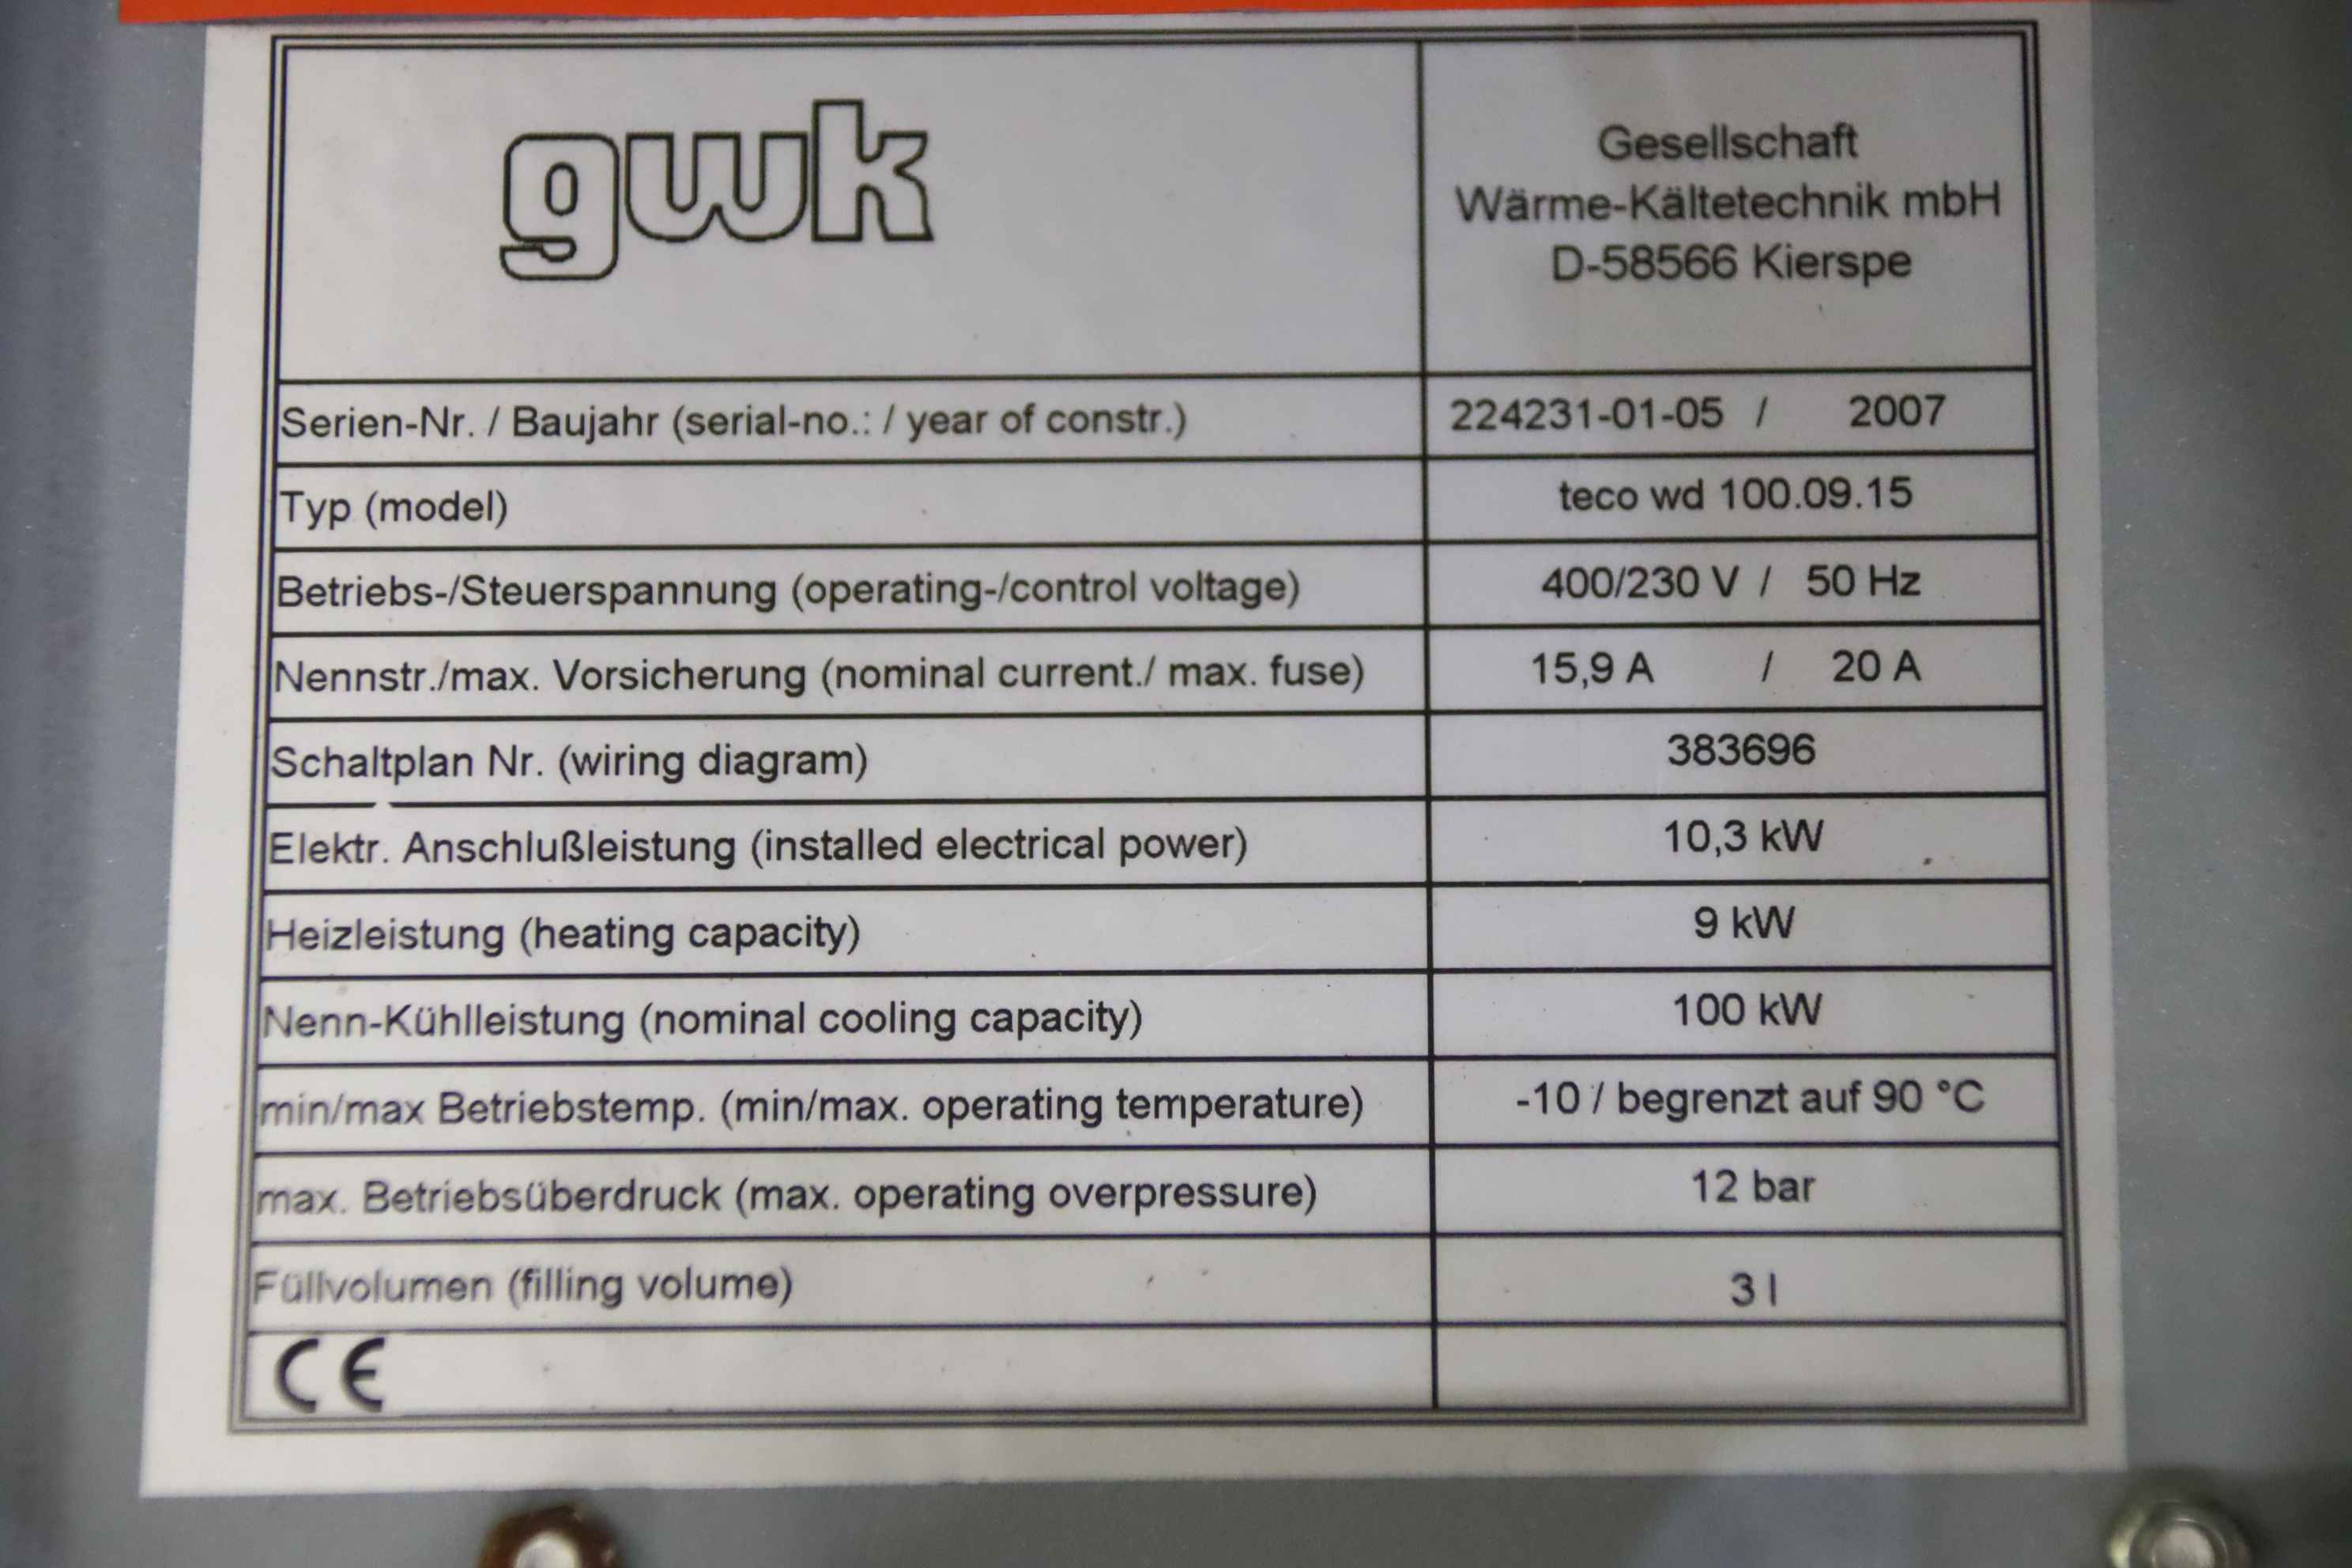 gwk
Gesellschaft
Wärme-Kältetechnik mbH
D-58566 Kierspe
Serien-Nr. / Baujahr (serial-no.: / year of constr.) 224231-01-05 / 2007
Typ (model) teco wd 100.09.15
Betriebs-/Steuerspannung (operating-/control voltage) 400/230 V / 50 Hz
Nennstr./max. Vorsicherung (nominal current./ max. fuse) 15,9 A / 20 A
Schaltplan Nr. (wiring diagram) 383696
Elektr. Anschlußleistung (installed electrical power) 10,3 kW
Heizleistung (heating capacity) 9 kW
Nenn-Kühlleistung (nominal cooling capacity) 100 kW
min/max Betriebstemp. (min/max. operating temperature) -10 / begrenzt auf 90 °C
max. Betriebsüberdruck (max. operating overpressure) 12 bar
Füllvolumen (filling volume) 3 l
CE